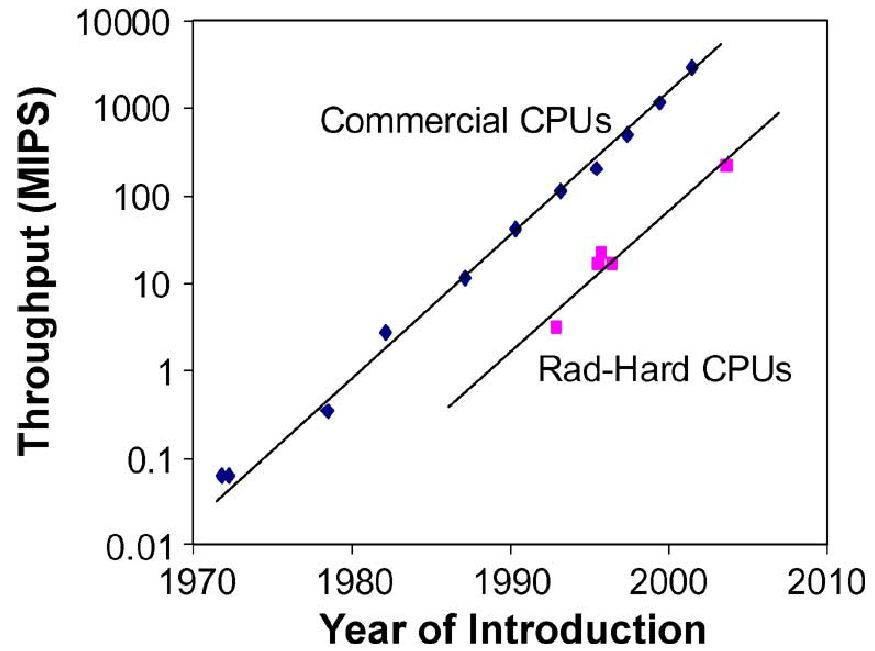 Throughput (MIPS)
10000
1000
100
10
1
0.1
0.01
Commercial CPUs
Rad-Hard CPUs
1970 1980 1990 2000 2010
Year of Introduction